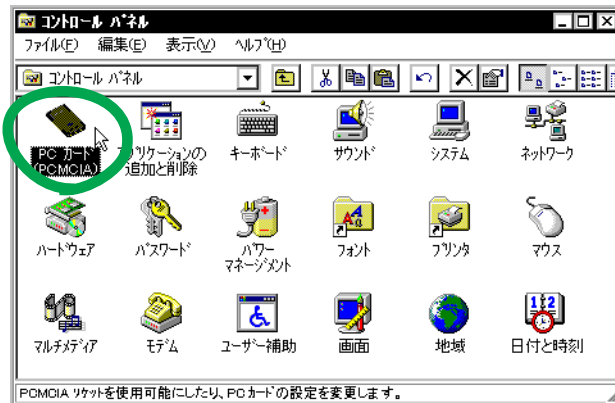 コントロール パネル
ファイル(F) 編集(E) 表示(V) ヘルプ(H)
コントロール パネル
PC カード
(PCMCIA)
アプリケーションの
追加と削除
キーボード
サウンド
システム
ネットワーク
ハードウェア
パスワード
パワー
マネージメント
フォント
プリンタ
マウス
マルチメディア
モデム
ユーザー補助
画面
地域
日付と時刻
PCMCIA ソケットを使用可能にしたり、PC カードの設定を変更します。